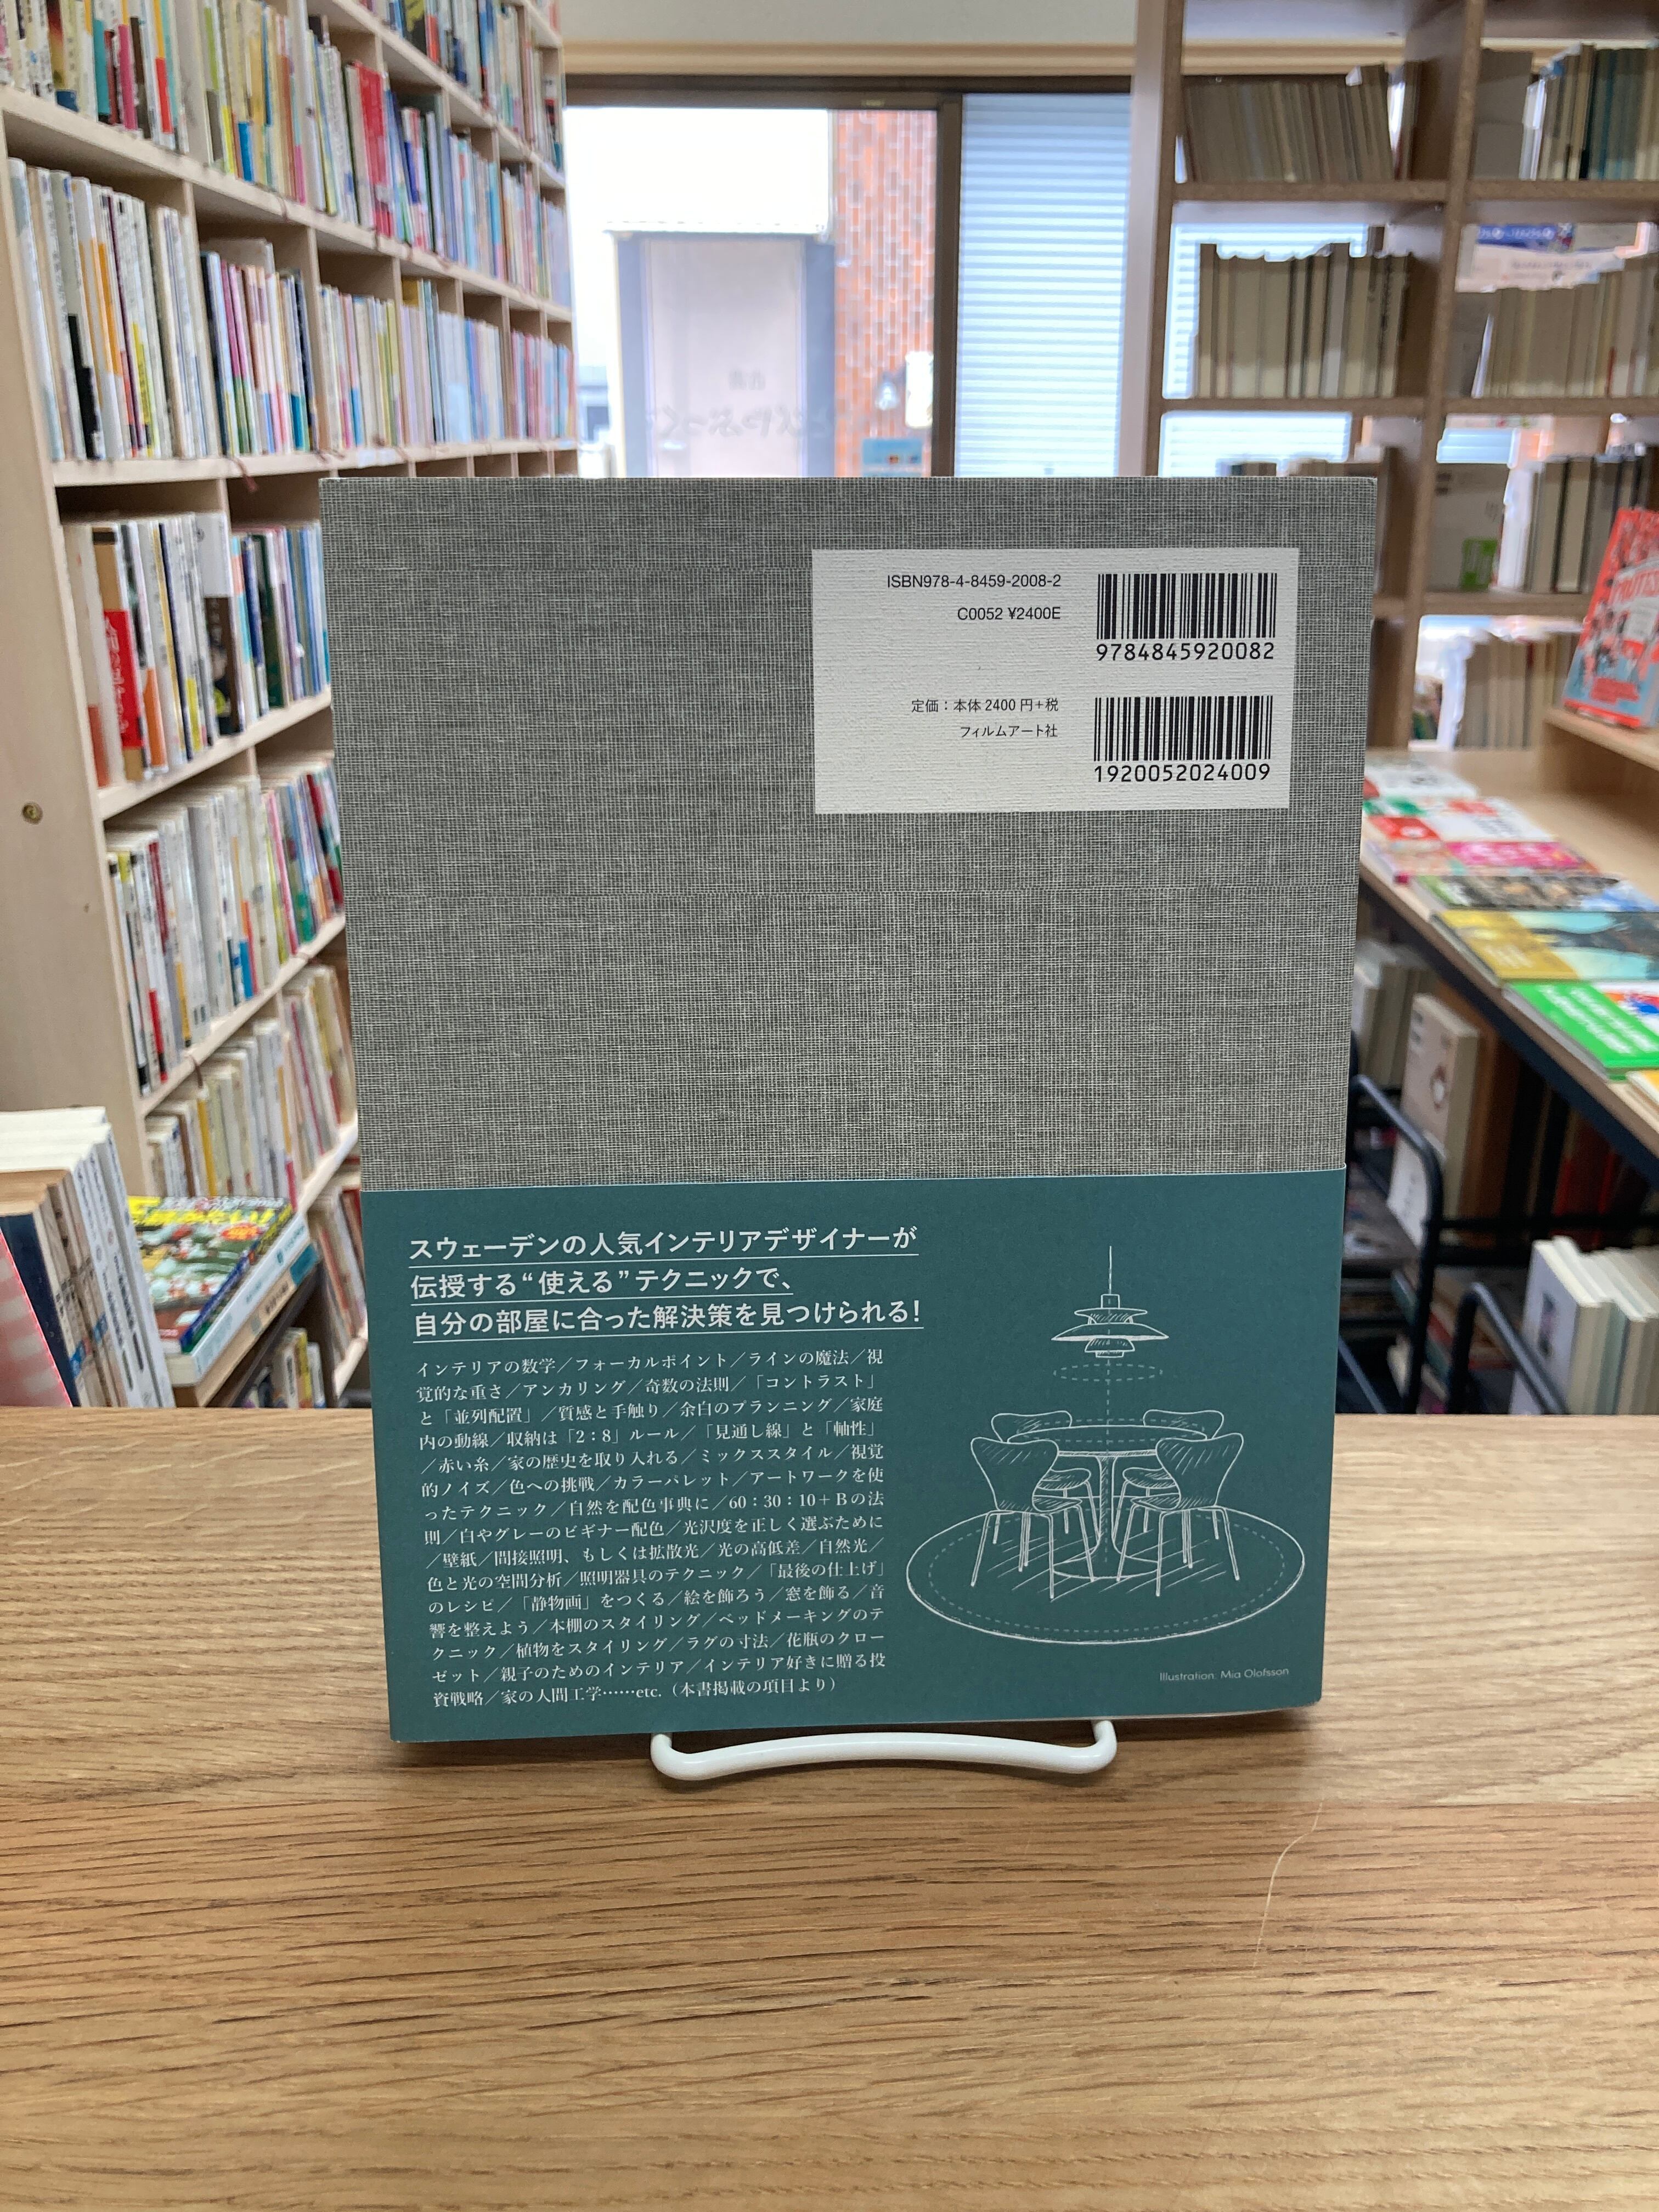 ISBN978-4-8459-2008-2
C0052 ¥2400E
9784845920082
定価：本体2400円+税
フィルムアート社
1920052024009
スウェーデンの人気インテリアデザイナーが
伝授する“使える”テクニックで、
自分の部屋に合った解決策を見つけられる！
インテリアの数学／フォーカルポイント／ラインの魔法／視
覚的な重さ／アンカリング／奇数の法則／「コントラスト」
と「並列配置」／質感と手触り／余白のプランニング／家庭
内の動線／収納は「2：8」ルール／「見通し線」と「軸性」
／赤い糸／家の歴史を取り入れる／ミックススタイル／視覚
的ノイズ／色への挑戦／カラーパレット／アートワークを使
ったテクニック／自然を配色事典に／60：30：10＋Bの法
則／白やグレーのビギナー配色／光沢度を正しく選ぶために
／壁紙／間接照明、もしくは拡散光／光の高低差／自然光／
色と光の空間分析／照明器具のテクニック／「最後の仕上げ」
のレシピ／「静物画」をつくる／絵を飾ろう／窓を飾る／音
響を整えよう／本棚のスタイリング／ベッドメーキングのテ
クニック／植物をスタイリング／ラグの寸法／花瓶のクロー
ゼット／親子のためのインテリア／インテリア好きに贈る投
資戦略／家の人間工学……etc.（本書掲載の項目より）
Illustration: Mia Olofsson